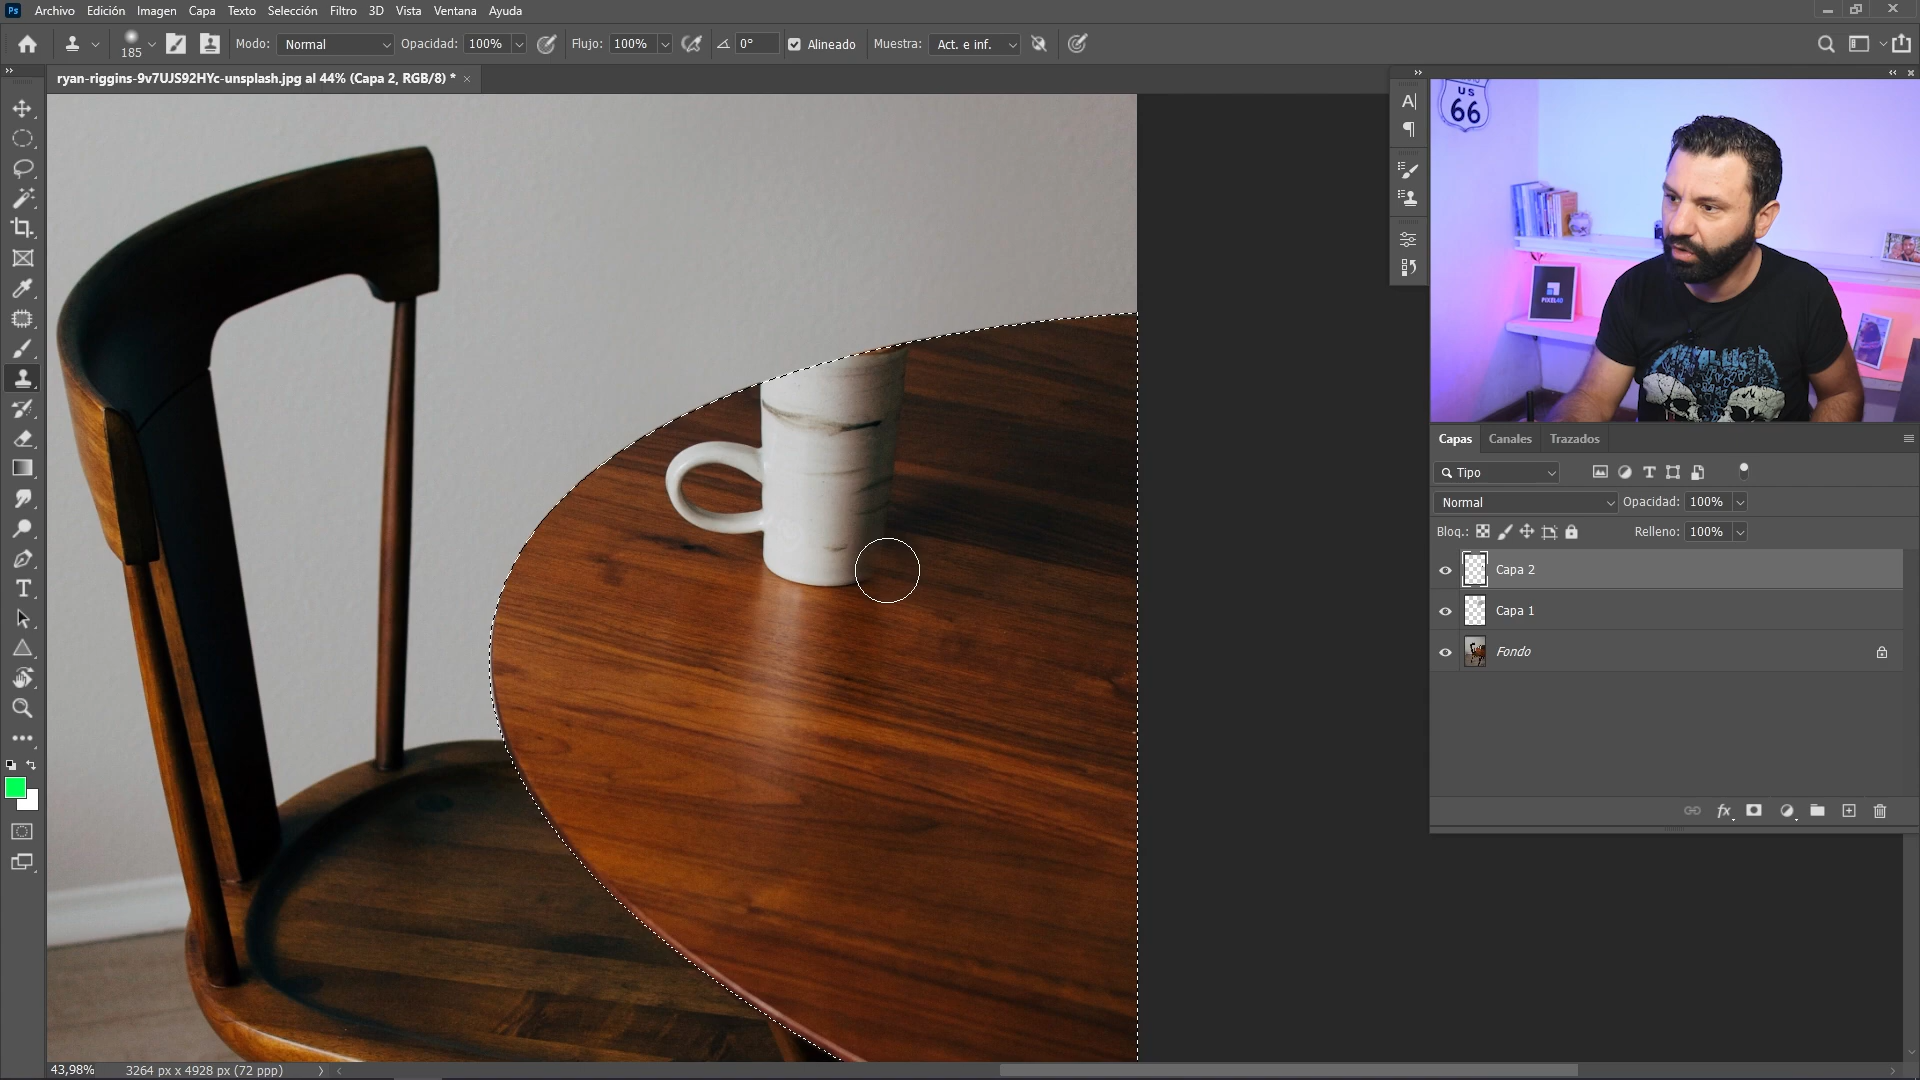 Ps Archivo Edición Imagen Capa Texto Selección Filtro 3D Vista Ventana Ayuda
185 Modo: Normal Opacidad: 100% Flujo: 100% 0° Alineado Muestra: Act. e inf.
ryan-riggins-9v7UJS92HYc-unsplash.jpg al 44% (Capa 2, RGB/8) * ×
US
66
PIXEL40
Capas Canales Trazados
Tipo
Normal Opacidad: 100%
Bloq.: Relleno: 100%
Capa 2
Capa 1
Fondo
fx
43,98% 3264 px x 4928 px (72 ppp)